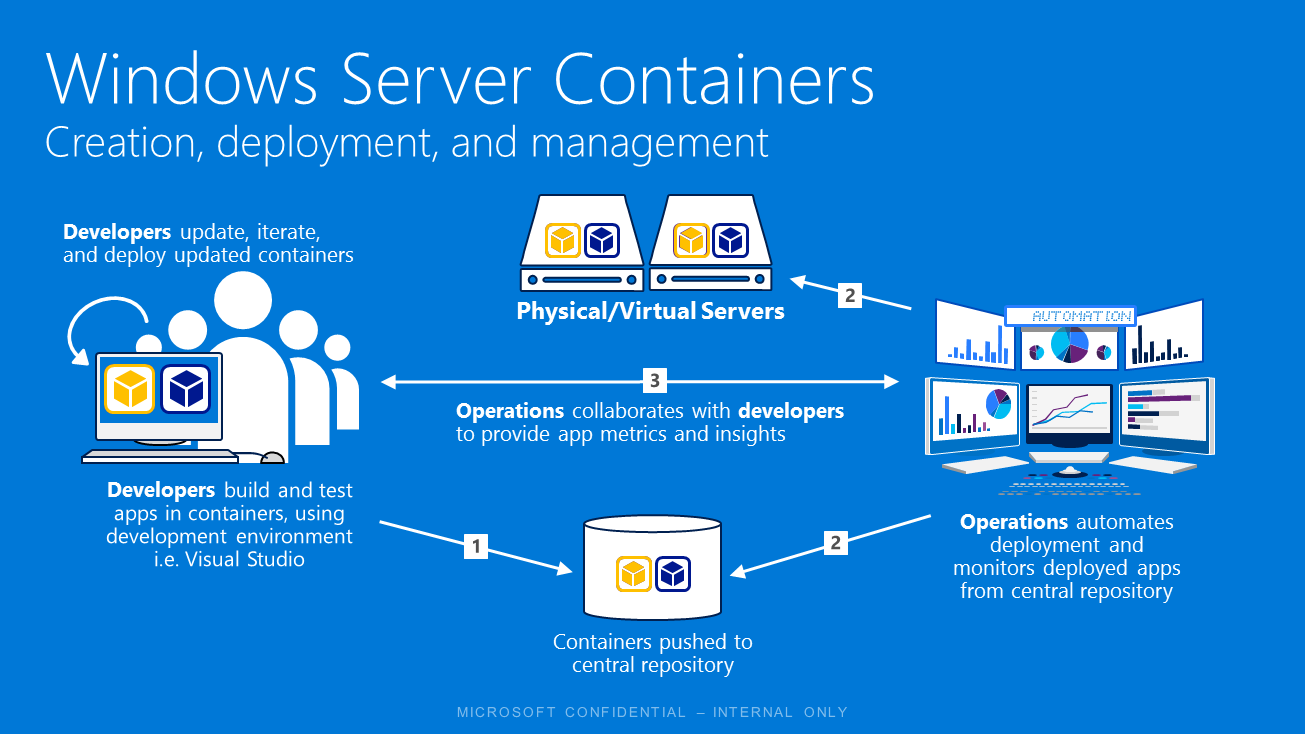 Windows Server Containers
Creation, deployment, and management
Developers update, iterate,
and deploy updated containers
Physical/Virtual Servers
2
AUTOMATION
3
Operations collaborates with developers
to provide app metrics and insights
Developers build and test
apps in containers, using
development environment
i.e. Visual Studio
1
2
Operations automates
deployment and
monitors deployed apps
from central repository
Containers pushed to
central repository
MICROSOFT CONFIDENTIAL – INTERNAL ONLY